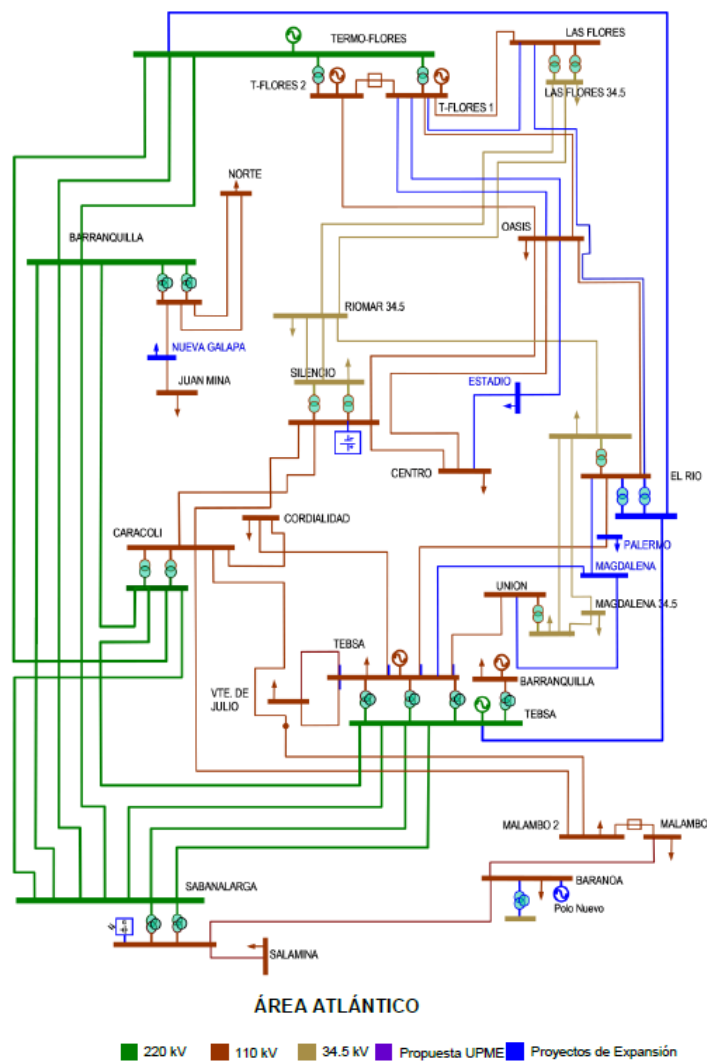 TERMO-FLORES
LAS FLORES
T-FLORES 2
T-FLORES 1
LAS FLORES 34.5
NORTE
OASIS
BARRANQUILLA
RIOMAR 34.5
NUEVA GALAPA
SILENCIO
JUAN MINA
ESTADIO
CENTRO
EL RIO
CORDIALIDAD
CARACOLI
PALERMO
MAGDALENA
UNION
MAGDALENA 34.5
TEBSA
BARRANQUILLA
VTE. DE
JULIO
TEBSA
MALAMBO 2
MALAMBO
BARANOA
SABANALARGA
Polo Nuevo
SALAMINA
ÁREA ATLÁNTICO
220 kV
110 kV
34.5 kV
Propuesta UPME
Proyectos de Expansión